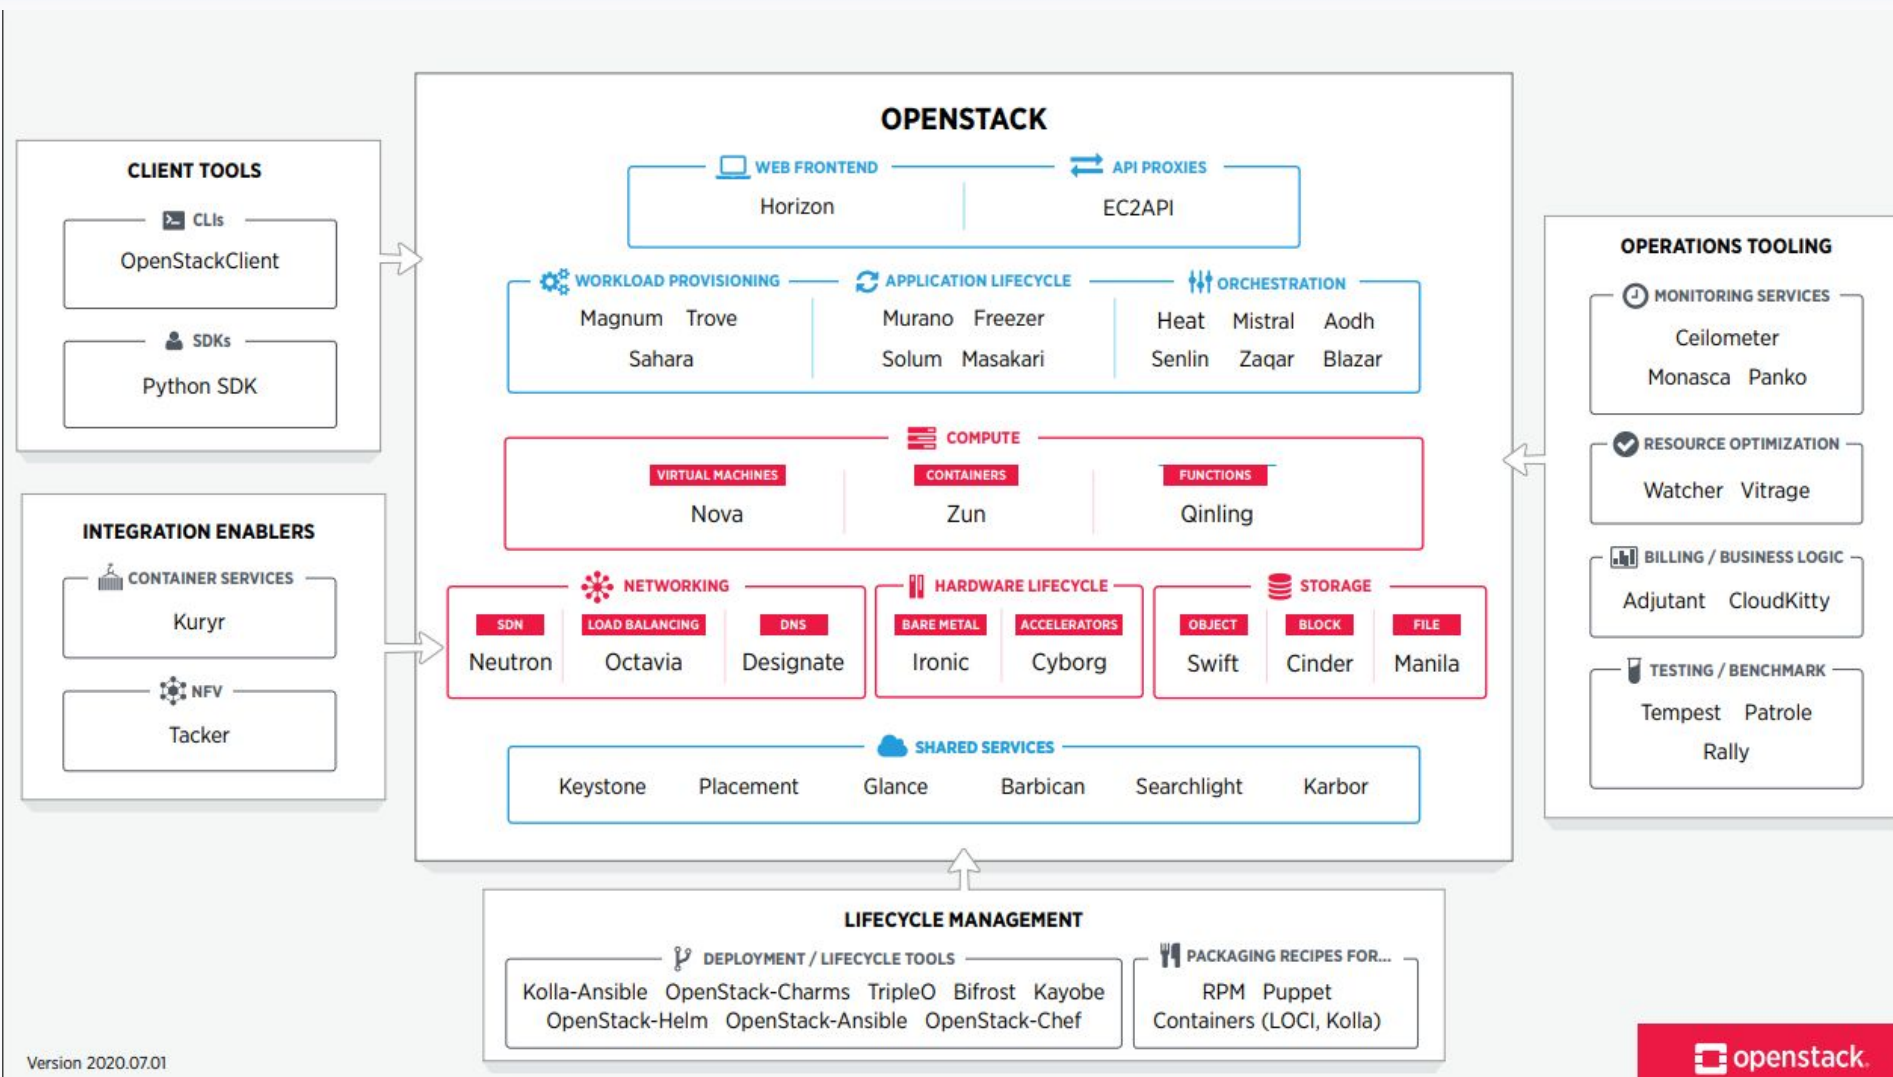 OPENSTACK
WEB FRONTEND
Horizon
API PROXIES
EC2API
WORKLOAD PROVISIONING
Magnum Trove
Sahara
APPLICATION LIFECYCLE
Murano Freezer
Solum Masakari
ORCHESTRATION
Heat Mistral Aodh
Senlin Zaqar Blazar
COMPUTE
VIRTUAL MACHINES
Nova
CONTAINERS
Zun
FUNCTIONS
Qinling
NETWORKING
SDN
Neutron
LOAD BALANCING
Octavia
DNS
Designate
HARDWARE LIFECYCLE
BARE METAL
Ironic
ACCELERATORS
Cyborg
STORAGE
OBJECT
Swift
BLOCK
Cinder
FILE
Manila
SHARED SERVICES
Keystone Placement Glance Barbican Searchlight Karbor
CLIENT TOOLS
CLIs
OpenStackClient
SDKs
Python SDK
INTEGRATION ENABLERS
CONTAINER SERVICES
Kuryr
NFV
Tacker
OPERATIONS TOOLING
MONITORING SERVICES
Ceilometer
Monasca Panko
RESOURCE OPTIMIZATION
Watcher Vitrage
BILLING / BUSINESS LOGIC
Adjutant CloudKitty
TESTING / BENCHMARK
Tempest Patrole
Rally
LIFECYCLE MANAGEMENT
DEPLOYMENT / LIFECYCLE TOOLS
Kolla-Ansible OpenStack-Charms TripleO Bifrost Kayobe
OpenStack-Helm OpenStack-Ansible OpenStack-Chef
PACKAGING RECIPES FOR...
RPM Puppet
Containers (LOCI, Kolla)
Version 2020.07.01
openstack.